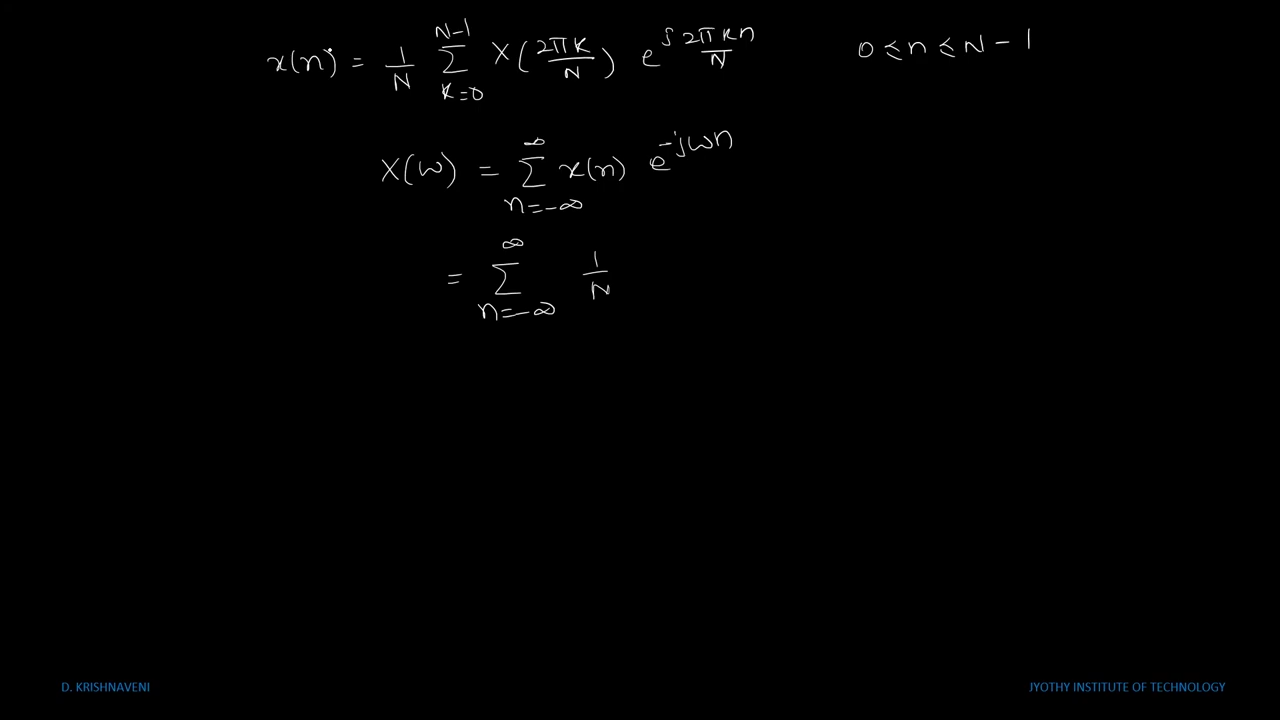 x(n) = 1/N Σ_{k=0}^{N-1} X(2πk/N) e^{j2πkn/N} 0 ≤ n ≤ N-1
X(ω) = Σ_{n=-∞}^{∞} x(n) e^{-jωn}
= Σ_{n=-∞}^{∞} 1/N
D. KRISHNAVENI JYOTHY INSTITUTE OF TECHNOLOGY